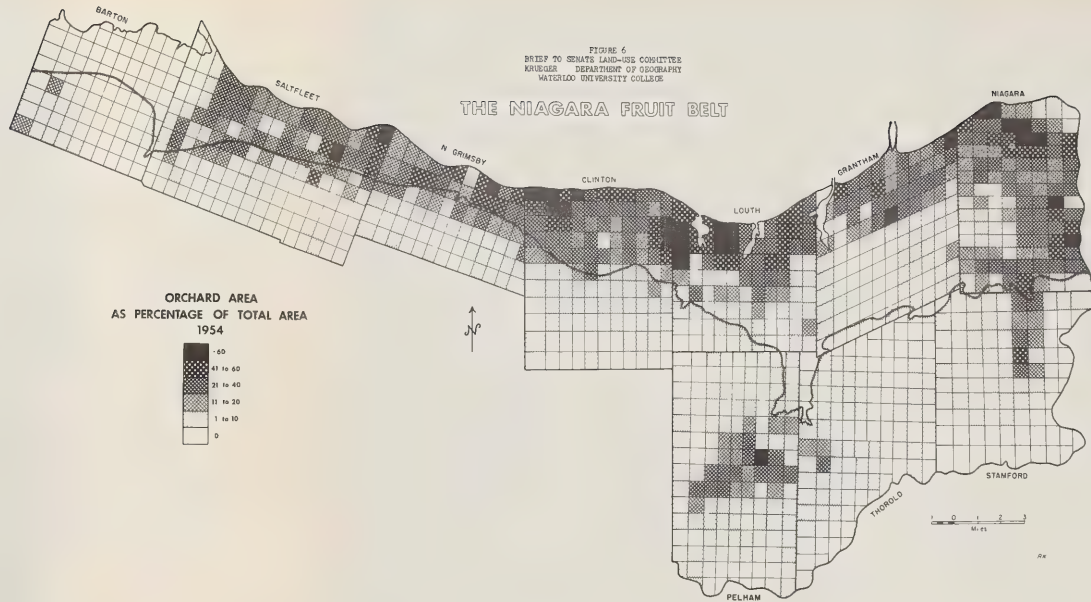 FIGURE 6
BRIEF TO SENATE LAND-USE COMMITTEE
KRUEGER DEPARTMENT OF GEOGRAPHY
WATERLOO UNIVERSITY COLLEGE
THE NIAGARA FRUIT BELT
BARTON
SALTFLEET
N GRIMSBY
CLINTON
LOUTH
GRANTHAM
NIAGARA
ORCHARD AREA
AS PERCENTAGE OF TOTAL AREA
1954
N
-60
41 to 60
21 to 40
11 to 20
1 to 10
0
STAMFORD
THOROLD
PELHAM
1 0 1 2 3
Miles